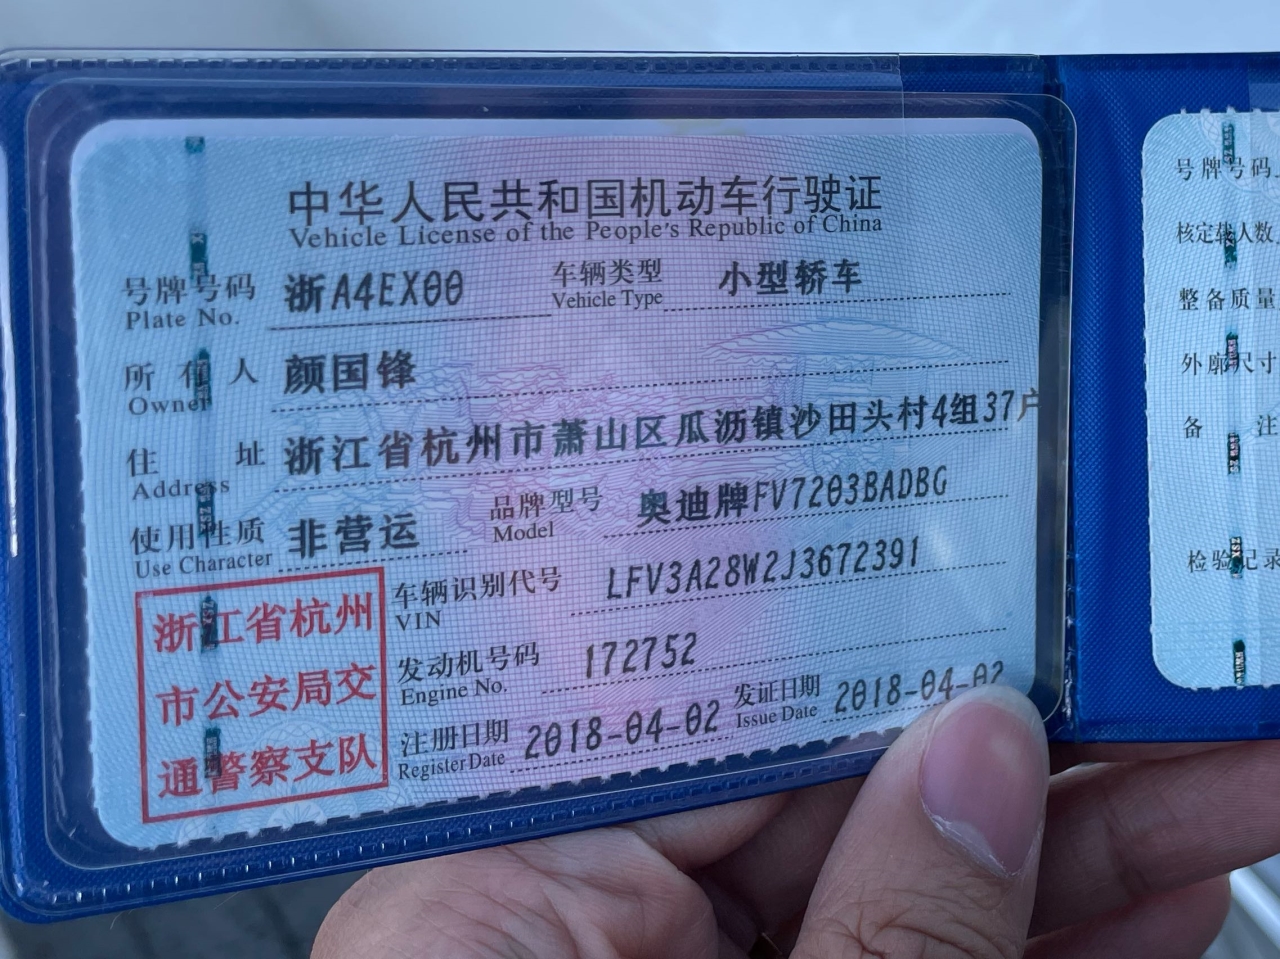 中华人民共和国机动车行驶证
Vehicle License of the People's Republic of China
号牌号码 浙A4EX00 车辆类型 小型轿车
Plate No. Vehicle Type
所有人 颜国锋
Owner
住址 浙江省杭州市萧山区瓜沥镇沙田头村4组37户
Address
使用性质 非营运 品牌型号 奥迪牌FV7203BADBG
Use Character Model
浙江省杭州
市公安局交
通警察支队
车辆识别代号 LFV3A28W2J3672391
VIN
发动机号码 172752
Engine No.
注册日期 2018-04-02 发证日期 2018-04-02
Register Date Issue Date
号牌号码
核定载人数
整备质量
外廓尺寸
备注
检验记录